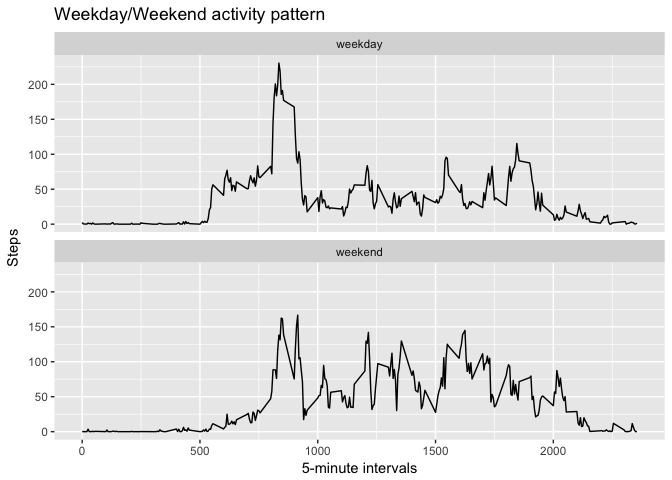 Weekday/Weekend activity pattern
weekday
200
150
100
50
0
weekend
200
150
100
50
0
Steps
0 500 1000 1500 2000
5-minute intervals